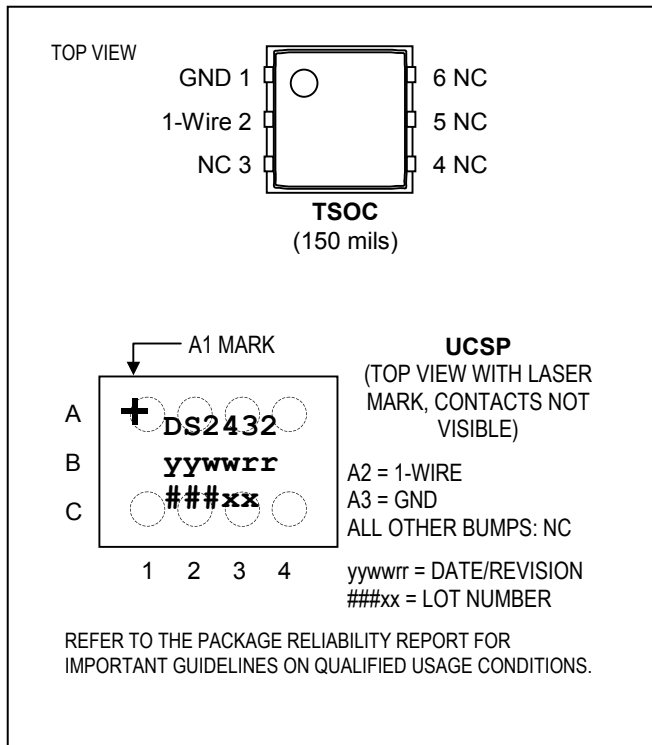 TOP VIEW
GND 1
6 NC
1-Wire 2
5 NC
NC 3
4 NC
TSOC
(150 mils)
A1 MARK
UCSP
(TOP VIEW WITH LASER
MARK, CONTACTS NOT
VISIBLE)
A
B
C
+
DS2432
yywwrr
###xx
1 2 3 4
A2 = 1-WIRE
A3 = GND
ALL OTHER BUMPS: NC
yywwrr = DATE/REVISION
###xx = LOT NUMBER
REFER TO THE PACKAGE RELIABILITY REPORT FOR
IMPORTANT GUIDELINES ON QUALIFIED USAGE CONDITIONS.